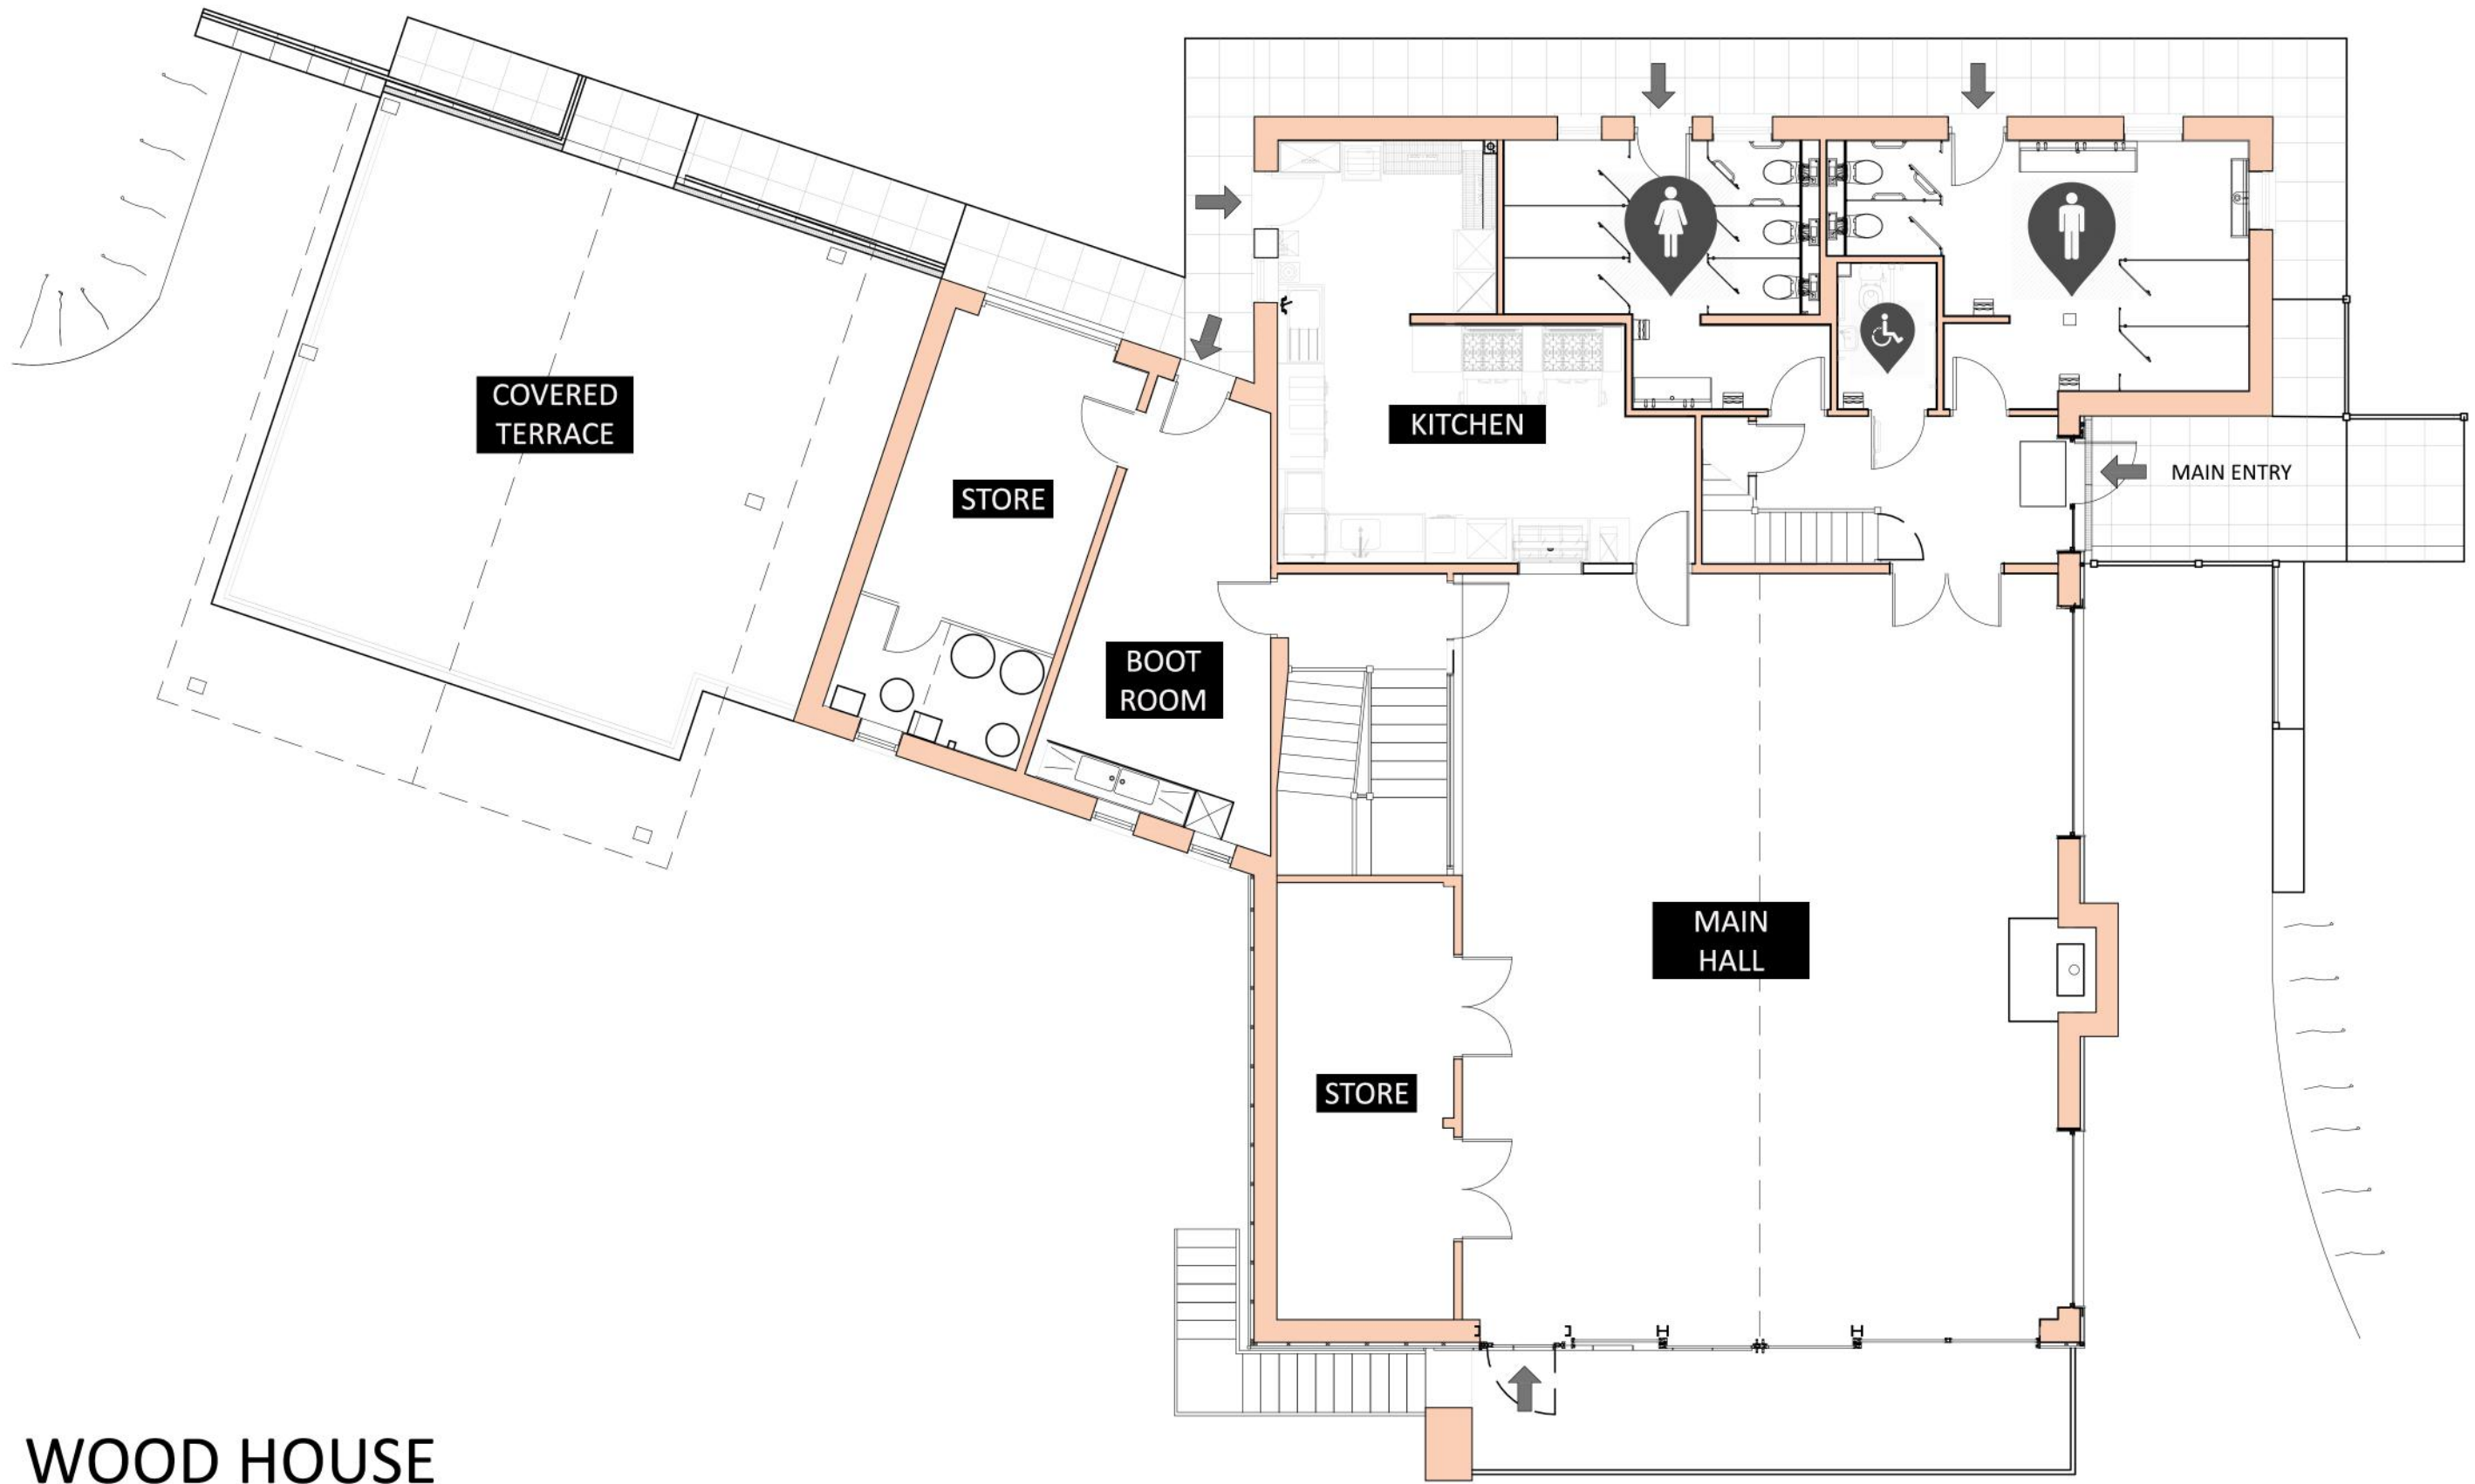 COVERED
TERRACE
STORE
KITCHEN
MAIN ENTRY
BOOT
ROOM
MAIN
HALL
STORE
WOOD HOUSE